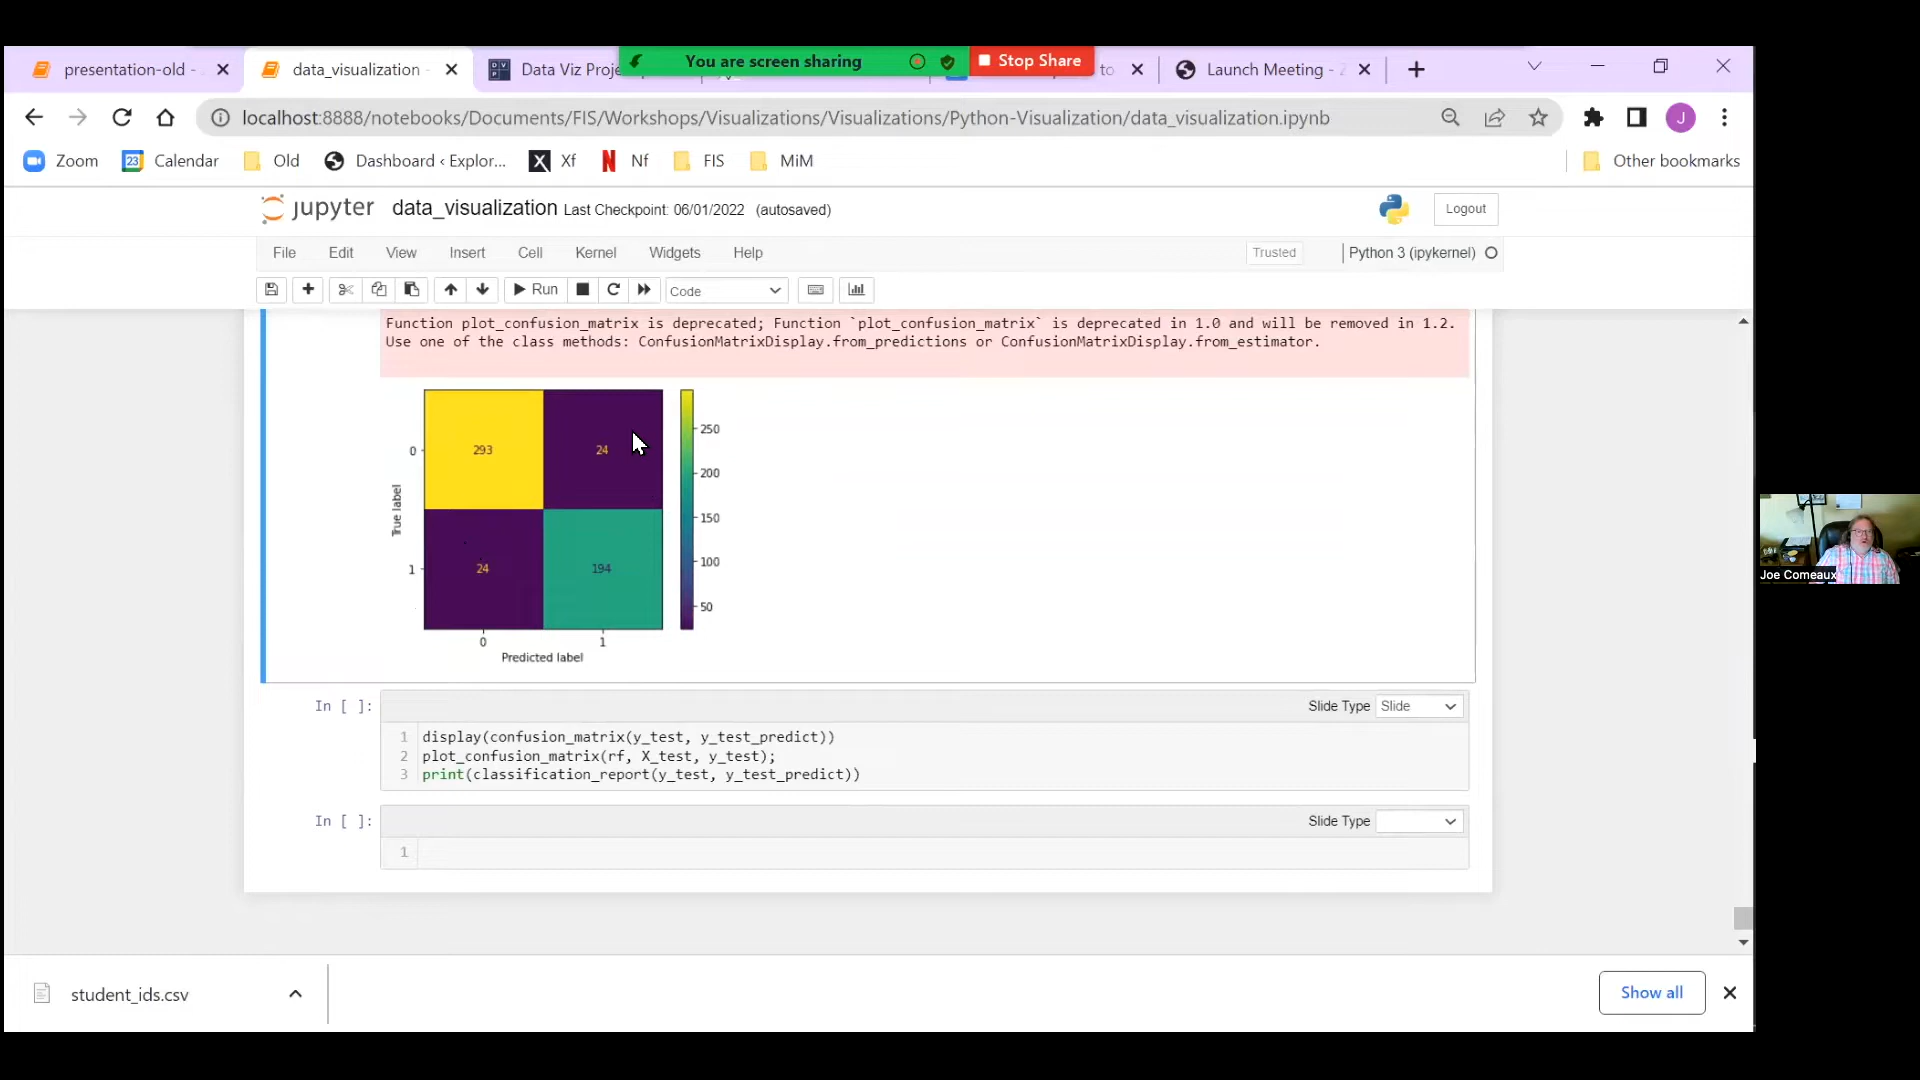 presentation-old -
data_visualization -
Data Viz Proje
You are screen sharing
Stop Share
to
Launch Meeting -
localhost:8888/notebooks/Documents/FIS/Workshops/Visualizations/Visualizations/Python-Visualization/data_visualization.ipynb
J
Zoom
23
Calendar
Old
Dashboard ‹ Explor...
X
Xf
N
Nf
FIS
MiM
Other bookmarks
jupyter
data_visualization
Last Checkpoint: 06/01/2022
(autosaved)
Logout
File
Edit
View
Insert
Cell
Kernel
Widgets
Help
Trusted
Python 3 (ipykernel)
Run
Code
Function plot_confusion_matrix is deprecated; Function `plot_confusion_matrix` is deprecated in 1.0 and will be removed in 1.2.
Use one of the class methods: ConfusionMatrixDisplay.from_predictions or ConfusionMatrixDisplay.from_estimator.
293
24
24
194
0
1
True label
0
1
Predicted label
250
200
150
100
50
In [ ]:
Slide Type
Slide
1 display(confusion_matrix(y_test, y_test_predict))
2 plot_confusion_matrix(rf, X_test, y_test);
3 print(classification_report(y_test, y_test_predict))
In [ ]:
Slide Type
1
Joe Comeaux
student_ids.csv
Show all